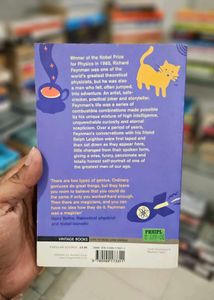 Winner of the Nobel Prize
for Physics in 1965, Richard
Feynman was one of the
world's greatest theoretical
physicists, but he was also
a man who fell, often jumped,
into adventure. An artist, safe-
cracker, practical joker and storyteller,
Feynman's life was a series of
combustible combinations made possible
by his unique mixture of high intelligence,
unquenchable curiosity and eternal
scepticism. Over a period of years,
Feynman's conversations with his friend
Ralph Leighton were first taped and
then set down as they appear here,
little changed from their spoken form,
giving a wise, funny, passionate and
totally honest self-portrait of one of
the greatest men of our age.
There are two types of genius. Ordinary
geniuses do great things, but they leave
you room to believe that you could do
the same if only you worked hard enough.
Then there are magicians, and you can
have no idea how they do it. Feynman
was a magician
Hans Bethe, theoretical physicist and
Nobel laureate
VINTAGE BOOKS